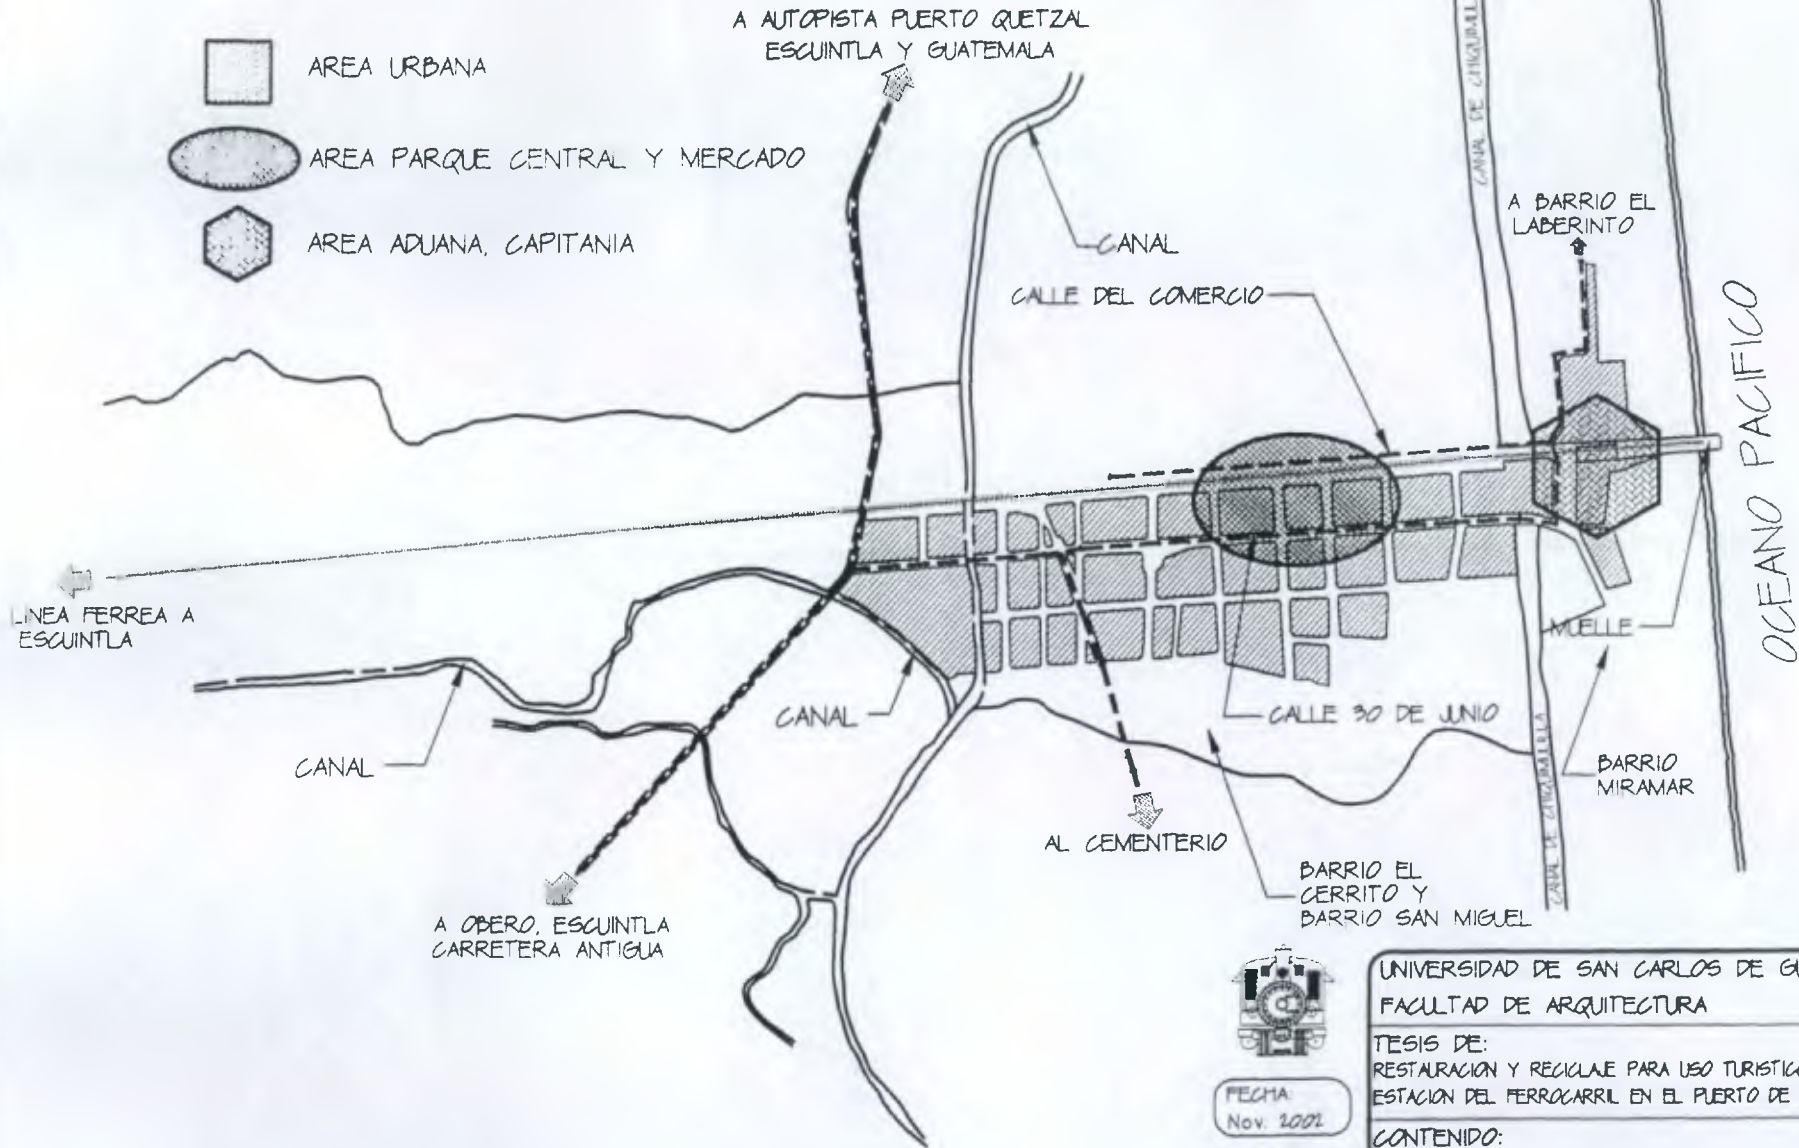 A AUTOPISTA PUERTO QUETZAL
ESCUINTLA Y GUATEMALA
AREA URBANA
AREA PARQUE CENTRAL Y MERCADO
AREA ADUANA, CAPITANIA
CANAL DE
A BARRIO EL
LABERINTO
CANAL
CALLE DEL COMERCIO
OCEANO PACIFICO
LINEA FERREA A
ESCUINTLA
MUELLE
CANAL
CALLE 30 DE JUNIO
CANAL
CANAL DE CHIQUIMULILLA
BARRIO
MIRAMAR
AL CEMENTERIO
BARRIO EL
CERRITO Y
BARRIO SAN MIGUEL
A OBERO, ESCUINTLA
CARRETERA ANTIGUA
UNIVERSIDAD DE SAN CARLOS DE
FACULTAD DE ARQUITECTURA
TESIS DE:
RESTAURACION Y RECICLAJE PARA USO
ESTACION DEL FERROCARRIL EN EL PUERTO DE
FECHA:
Nov. 2002
CONTENIDO: